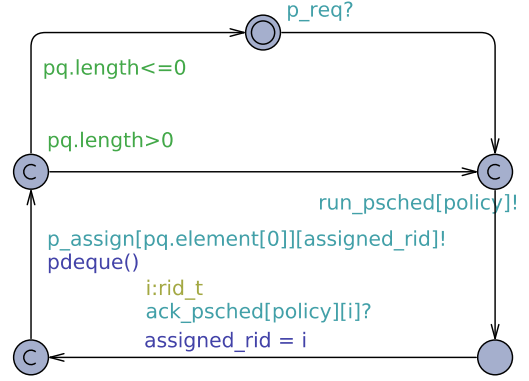 p_req?
pq.length<=0
pq.length>0
C
C
run_psched[policy]!
p_assign[pq.element[0]][assigned_rid]!
pdeque()
i:rid_t
ack_psched[policy][i]?
assigned_rid = i
C